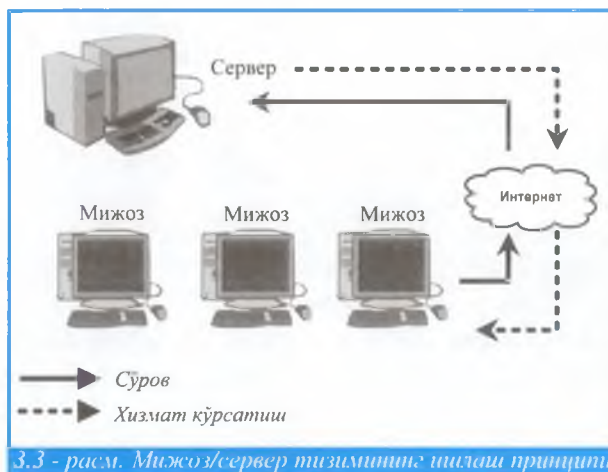 Сервер
Интернет
Мижоз Мижоз Мижоз
Сўров
Хизмат кўрсатиш
3.3 - расм. Мижоз/сервер тизимининг ишлаш принципи